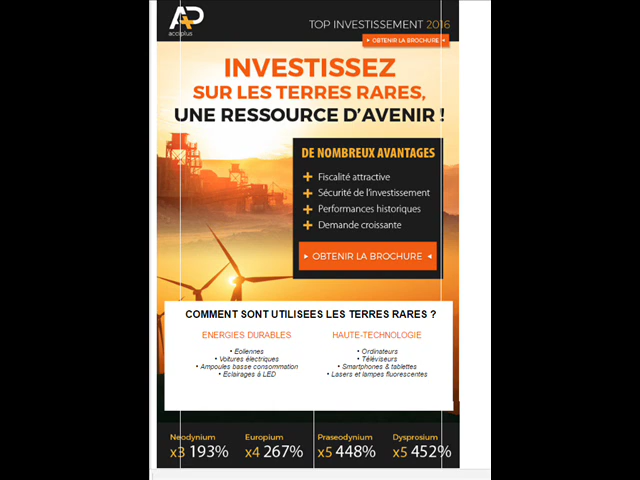 AP
acciplus
TOP INVESTISSEMENT 2016
OBTENIR LA BROCHURE
INVESTISSEZ
SUR LES TERRES RARES,
UNE RESSOURCE D'AVENIR !
DE NOMBREUX AVANTAGES
+ Fiscalité attractive
+ Sécurité de l'investissement
+ Performances historiques
+ Demande croissante
OBTENIR LA BROCHURE
COMMENT SONT UTILISEES LES TERRES RARES ?
ENERGIES DURABLES
• Eoliennes
• Voitures électriques
• Ampoules basse consommation
• Eclairages à LED
HAUTE-TECHNOLOGIE
• Ordinateurs
• Téléviseurs
• Smartphones & tablettes
• Lasers et lampes fluorescentes
Neodynium
x3 193%
Europium
x4 267%
Praseodynium
x5 448%
Dysprosium
x5 452%